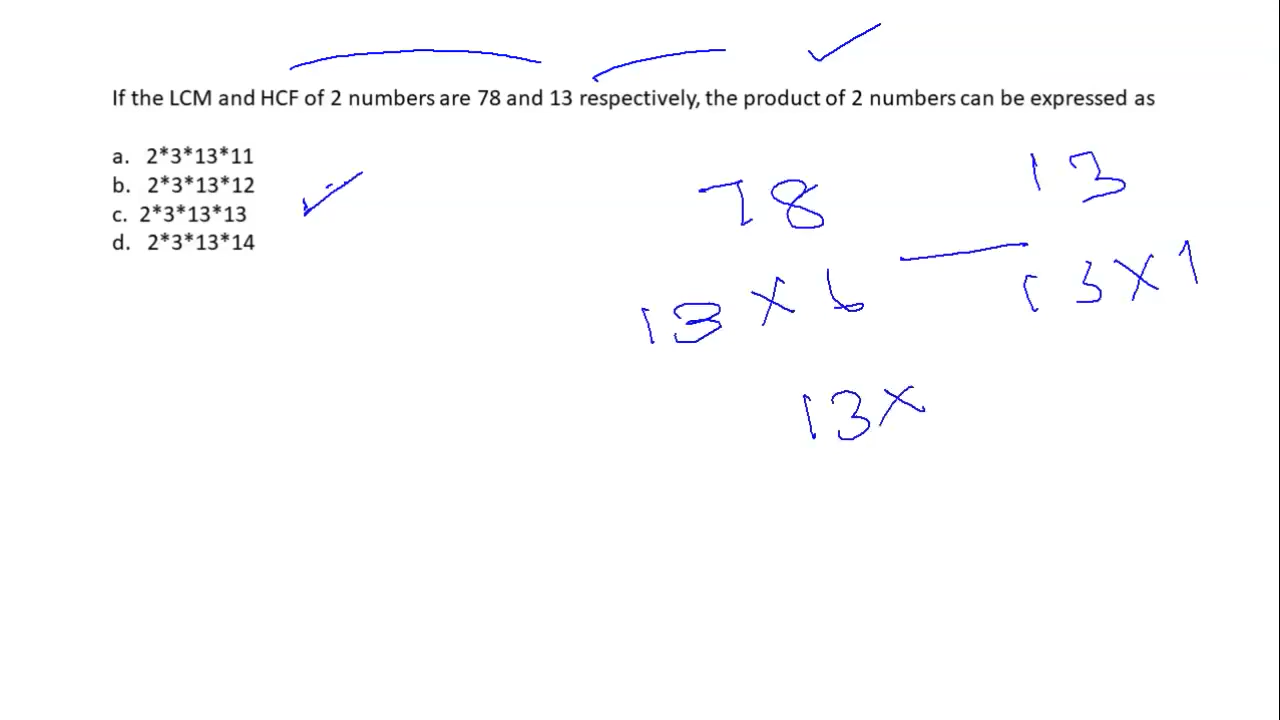 If the LCM and HCF of 2 numbers are 78 and 13 respectively, the product of 2 numbers can be expressed as
a. 2*3*13*11
b. 2*3*13*12
c. 2*3*13*13
d. 2*3*13*14
78 13
13 x 6 13 x 1
13 x